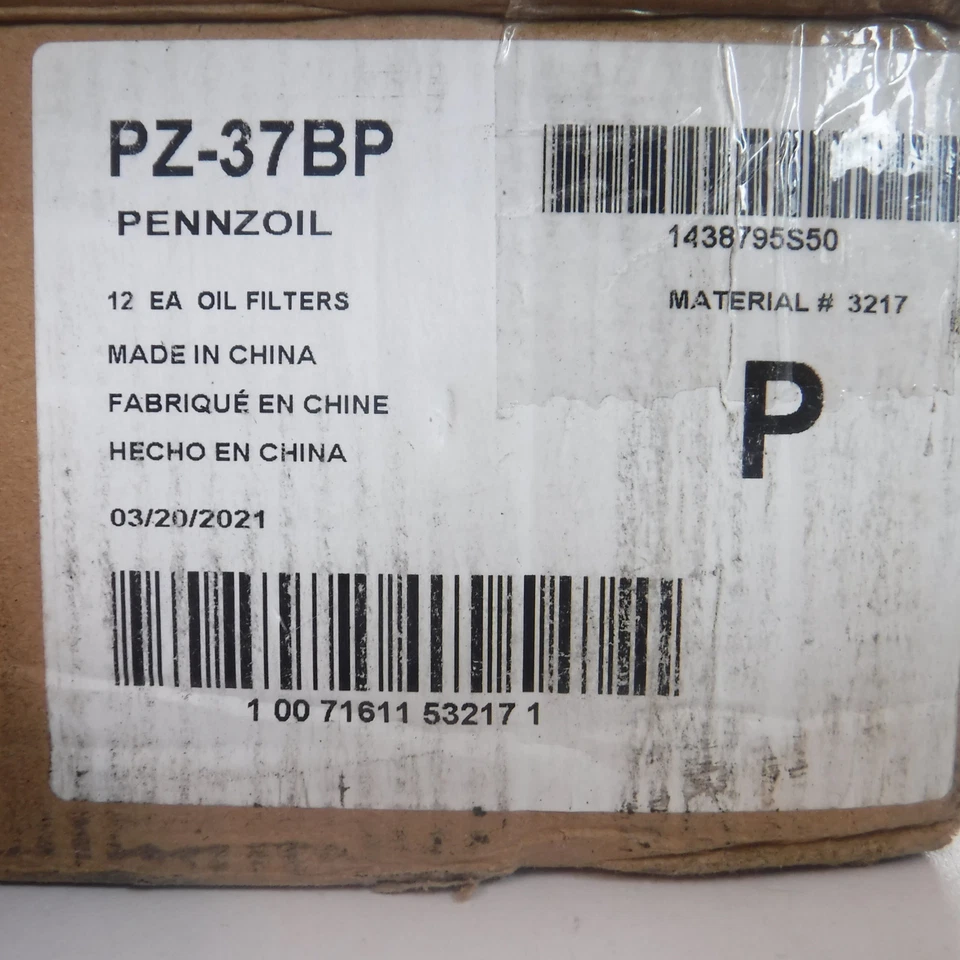 PZ-37BP
PENNZOIL
12 EA OIL FILTERS
MADE IN CHINA
FABRIQUÉ EN CHINE
HECHO EN CHINA
03/20/2021
1 00 71611 53217 1
1438795S50
MATERIAL # 3217
P